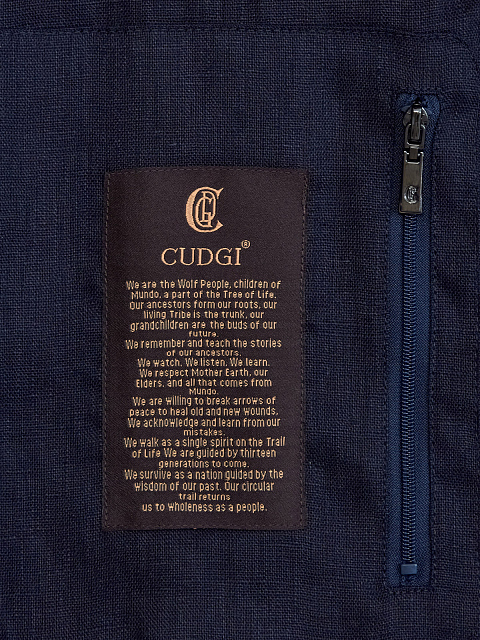 CUDGI®
We are the Wolf People, children of
Mundo, a part of the Tree of Life.
Our ancestors form our roots, our
living Tribe is the trunk, our
grandchildren are the buds of our
future.
We remember and teach the stories
of our ancestors.
We watch. We listen. We learn.
We respect Mother Earth, our
Elders, and all that comes from
Mundo.
We are willing to break arrows of
peace to heal old and new wounds.
We acknowledge and learn from our
mistakes.
We walk as a single spirit on the Trail
of Life We are guided by thirteen
generations to come.
We survive as a nation guided by the
wisdom of our past. Our circular
trail returns
us to wholeness as a people.